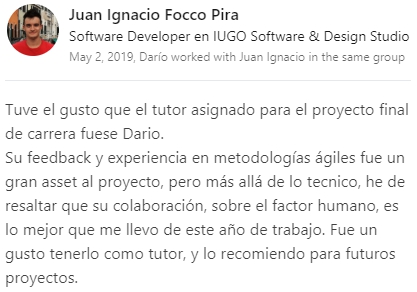 Juan Ignacio Focco Pira
Software Developer en IUGO Software & Design Studio
May 2, 2019, Darío worked with Juan Ignacio in the same group
Tuve el gusto que el tutor asignado para el proyecto final
de carrera fuese Dario.
Su feedback y experiencia en metodologías ágiles fue un
gran asset al proyecto, pero más allá de lo tecnico, he de
resaltar que su colaboración, sobre el factor humano, es
lo mejor que me llevo de este año de trabajo. Fue un
gusto tenerlo como tutor, y lo recomiendo para futuros
proyectos.